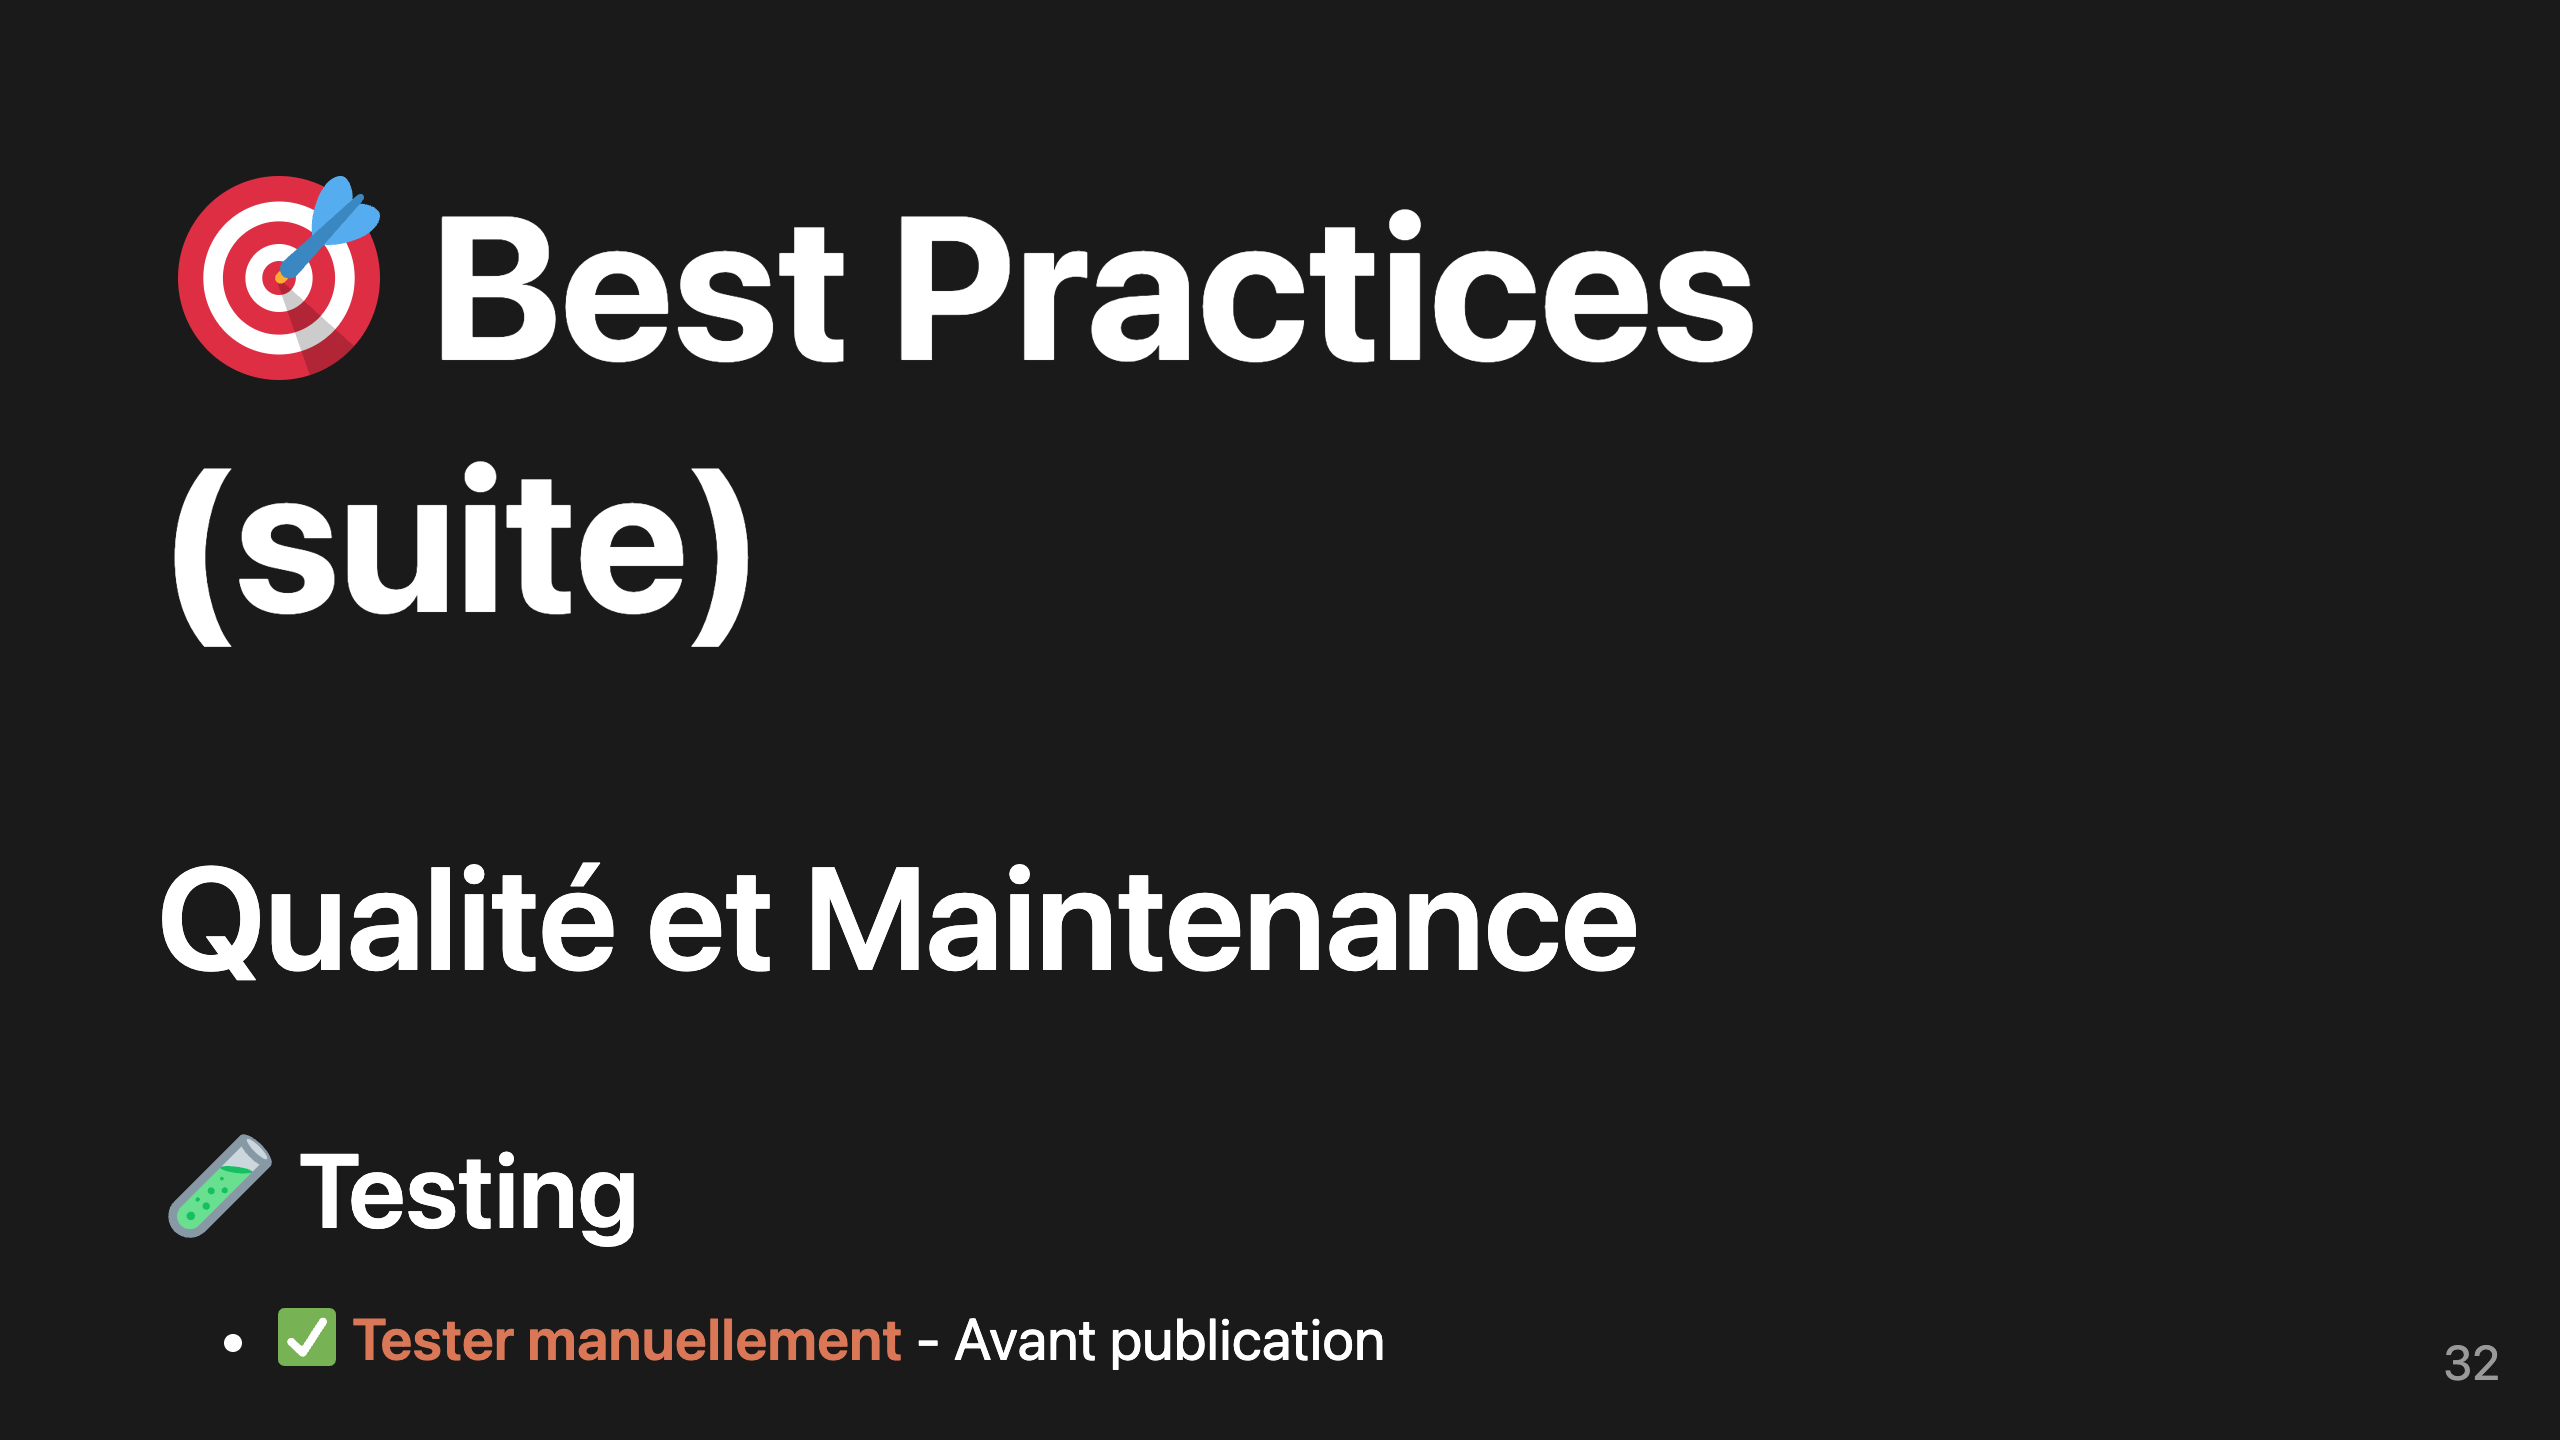 🎯 Best Practices
(suite)
Qualité et Maintenance
🧪 Testing
• ✅ Tester manuellement - Avant publication
32